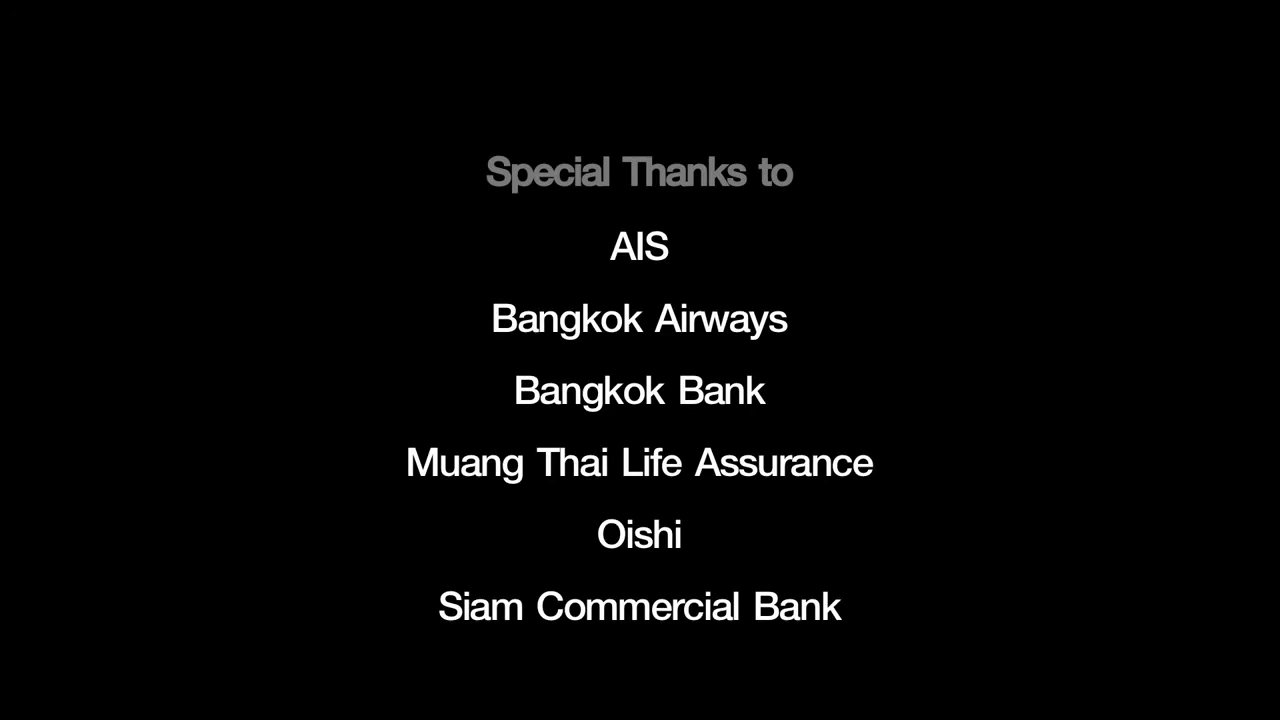 Special Thanks to
AIS
Bangkok Airways
Bangkok Bank
Muang Thai Life Assurance
Oishi
Siam Commercial Bank